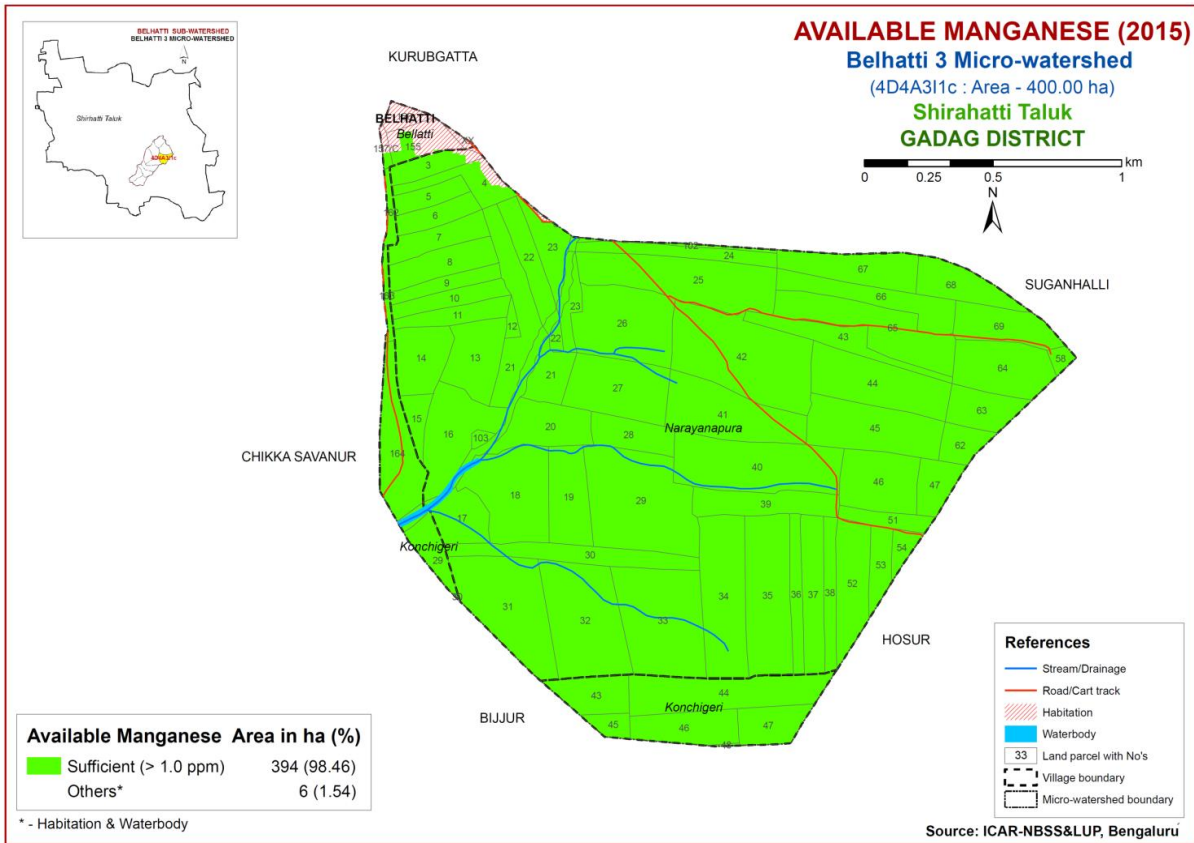 BELHATTI SUB-WATERSHED
BELHATTI 3 MICRO-WATERSHED
N
Shirhatti Taluk
4D4A3I1c
AVAILABLE MANGANESE (2015)
Belhatti 3 Micro-watershed
(4D4A3I1c : Area - 400.00 ha)
Shirahatti Taluk
GADAG DISTRICT
km
0 0.25 0.5 1
N
KURUBGATTA
BELHATTI
Bellatti
157/C 155
3
4
5
162 6
7
8
9
10
11
12
13
14
15
16
103
164
22
23
102
24
25
67
68
SUGANHALLI
66
69
65
43
58
64
23
26
22
42
44
63
21
21
27
41
Narayanapura
45
62
20
28
CHIKKA SAVANUR
40
46
47
18
19
29
39
17
51
Konchigeri
29
30
54
53
52
31
32
33
34
35
36
37
38
HOSUR
43
44
Konchigeri
45
46
47
48
BIJJUR
References
Stream/Drainage
Road/Cart track
Habitation
Waterbody
33 Land parcel with No's
Village boundary
Micro-watershed boundary
Available Manganese Area in ha (%)
Sufficient (> 1.0 ppm) 394 (98.46)
Others* 6 (1.54)
* - Habitation & Waterbody
Source: ICAR-NBSS&LUP, Bengaluru